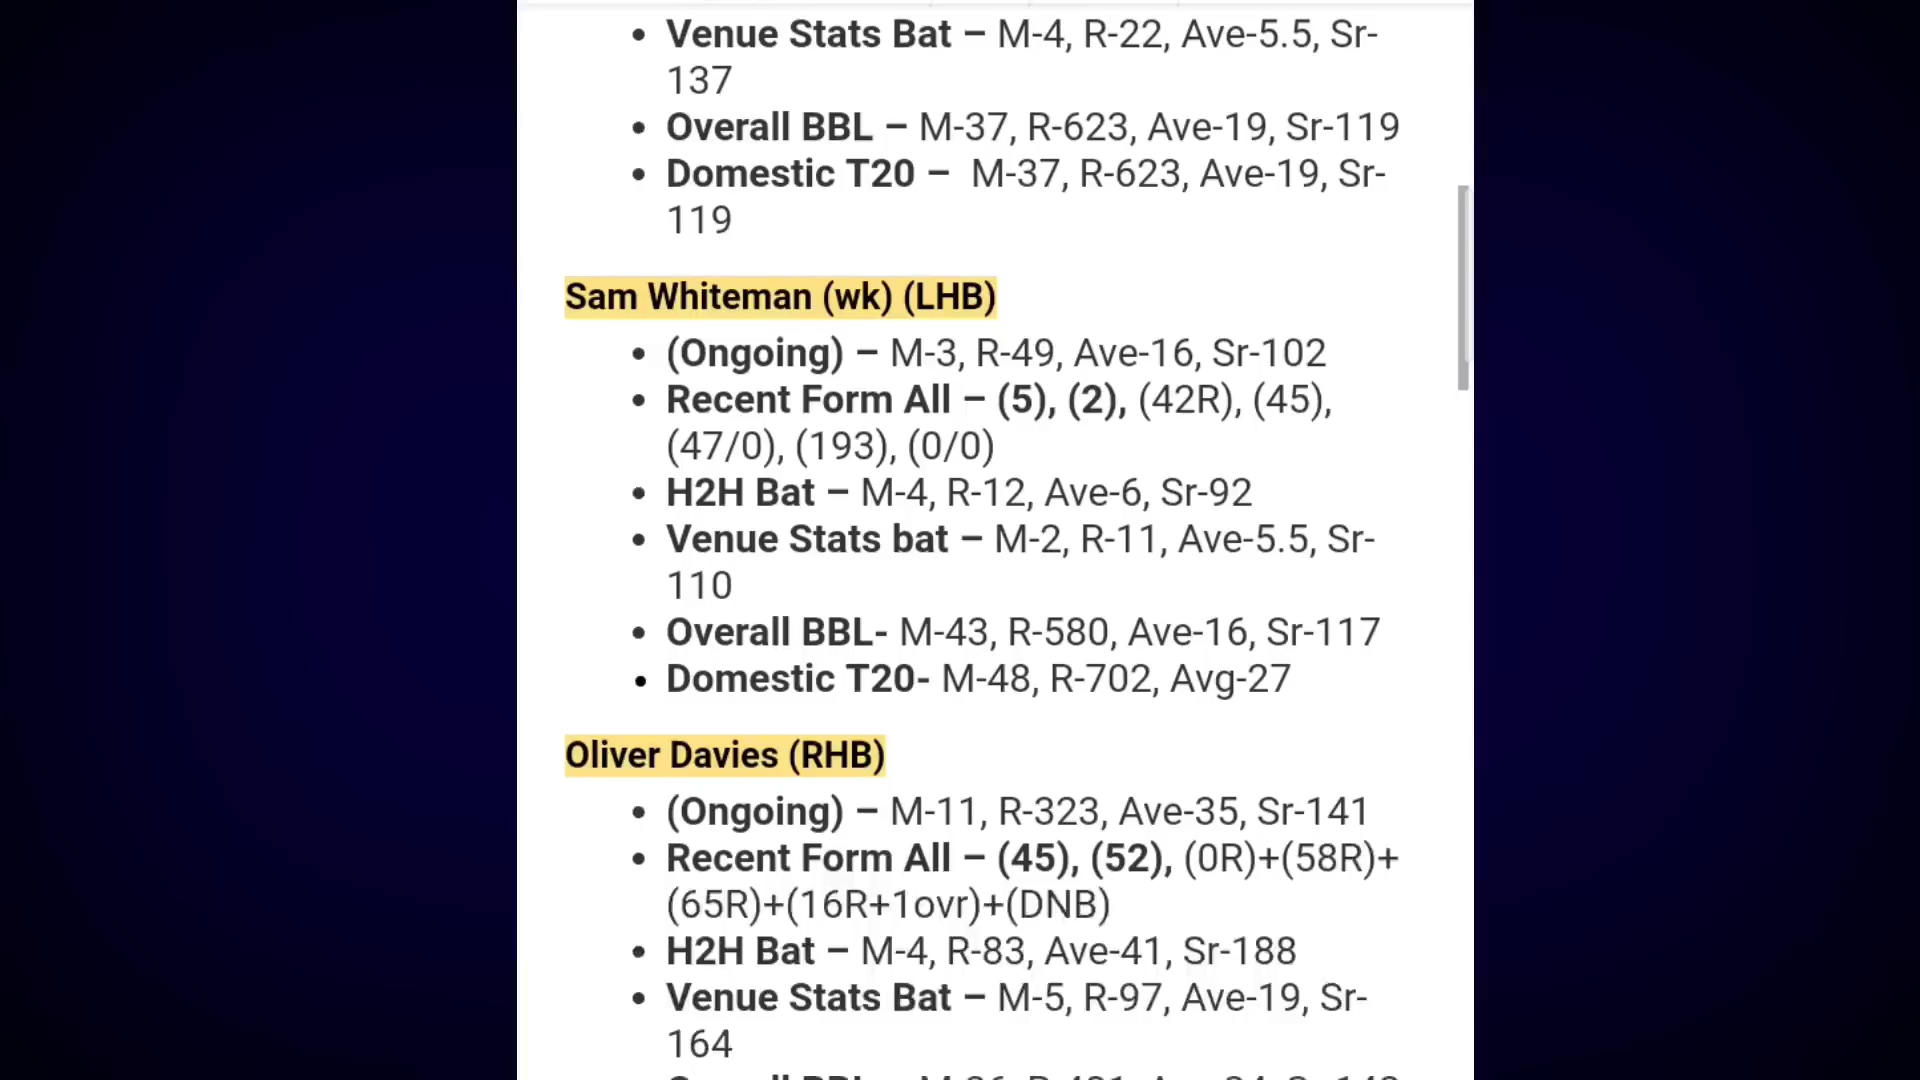 • Venue Stats Bat – M-4, R-22, Ave-5.5, Sr-
137
• Overall BBL – M-37, R-623, Ave-19, Sr-119
• Domestic T20 – M-37, R-623, Ave-19, Sr-
119
Sam Whiteman (wk) (LHB)
• (Ongoing) – M-3, R-49, Ave-16, Sr-102
• Recent Form All – (5), (2), (42R), (45),
(47/0), (193), (0/0)
• H2H Bat – M-4, R-12, Ave-6, Sr-92
• Venue Stats bat – M-2, R-11, Ave-5.5, Sr-
110
• Overall BBL- M-43, R-580, Ave-16, Sr-117
• Domestic T20- M-48, R-702, Avg-27
Oliver Davies (RHB)
• (Ongoing) – M-11, R-323, Ave-35, Sr-141
• Recent Form All – (45), (52), (0R)+(58R)+
(65R)+(16R+1ovr)+(DNB)
• H2H Bat – M-4, R-83, Ave-41, Sr-188
• Venue Stats Bat – M-5, R-97, Ave-19, Sr-
164